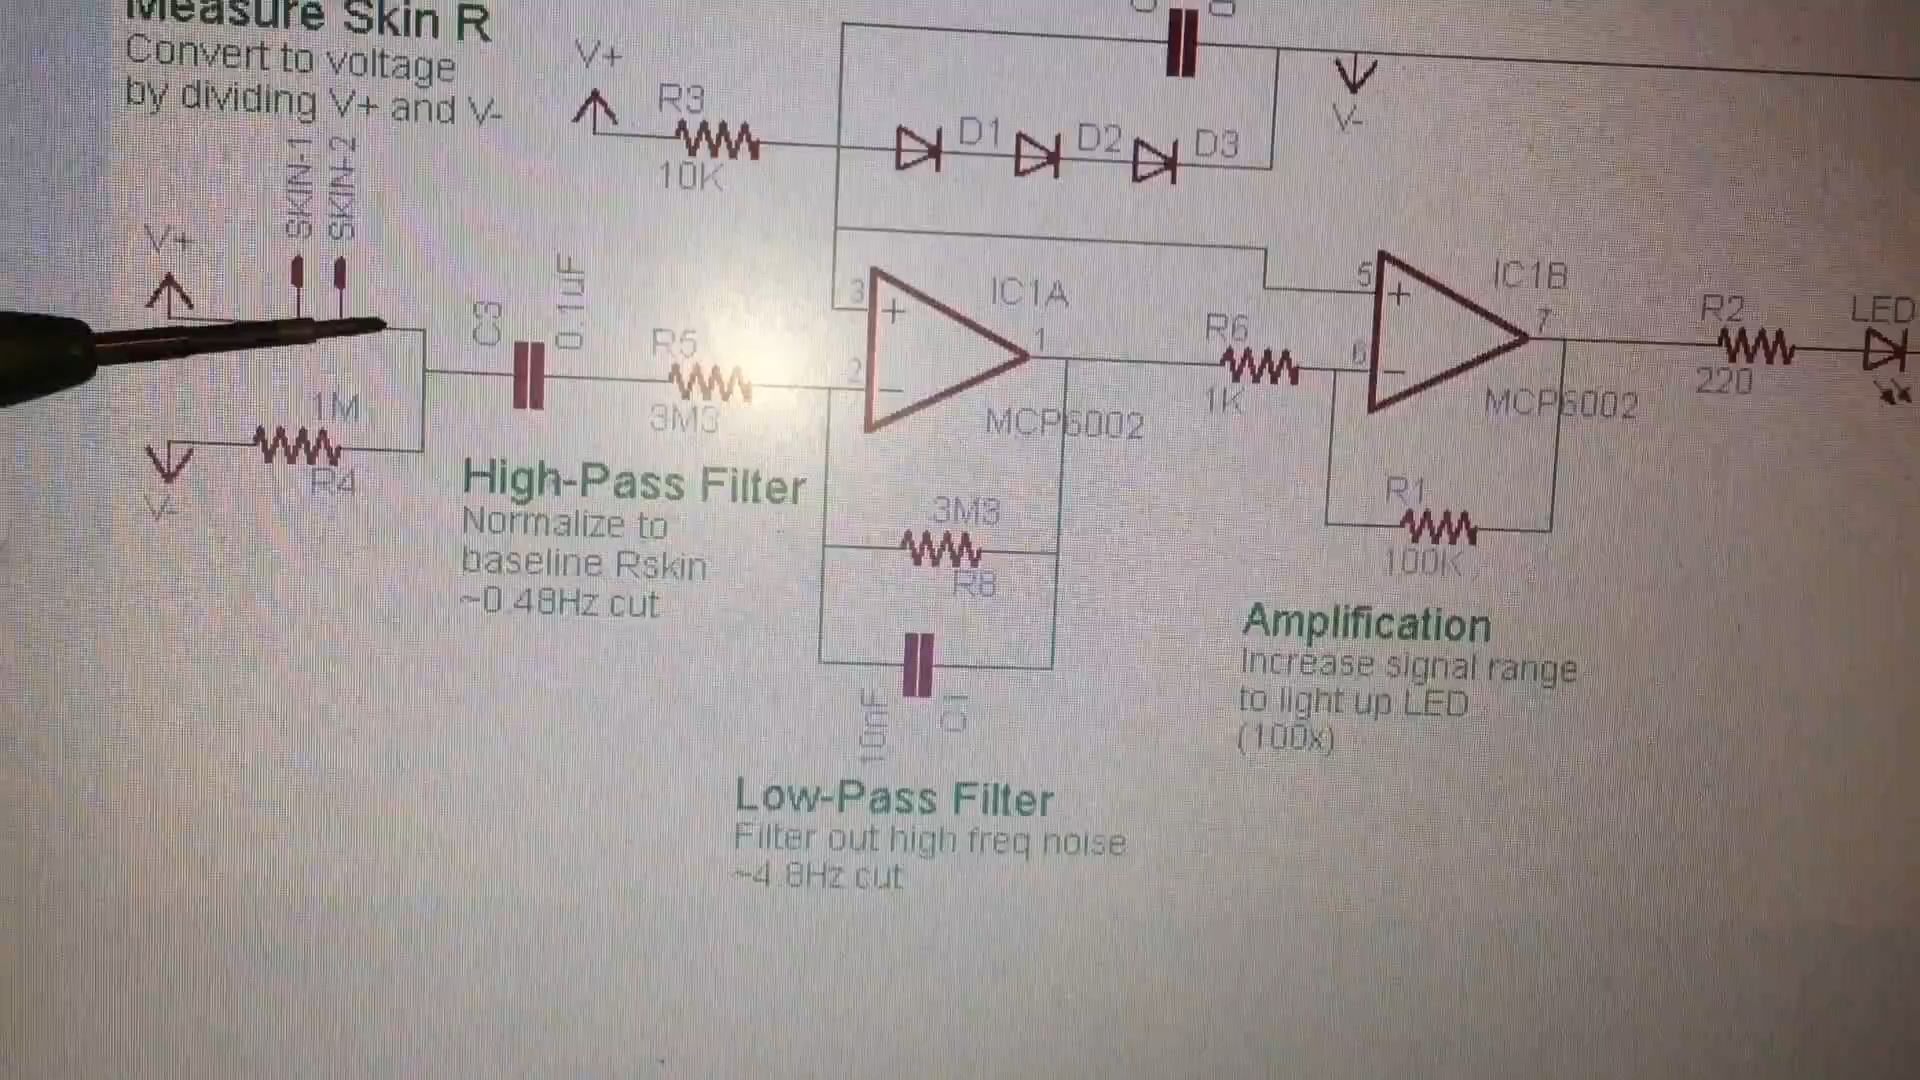 Measure Skin R
Convert to voltage
by dividing V+ and V-
V+
R3
10K
D1
D2
D3
V-
SKIN-1
SKIN-2
V+
C3
0.1uF
R5
3M3
1M
R4
V-
3
+
2
-
IC1A
1
MCP6002
R6
1K
5
+
6
-
IC1B
7
MCP6002
R2
220
LED
R1
100K
3M3
R8
10nF
C1
High-Pass Filter
Normalize to
baseline Rskin
~0.48Hz cut
Amplification
Increase signal range
to light up LED
(100x)
Low-Pass Filter
Filter out high freq noise
~4.8Hz cut